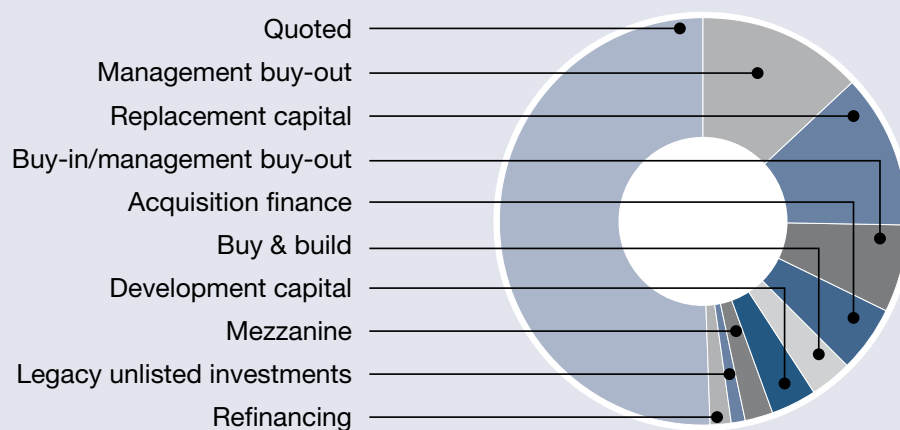 Quoted
Management buy-out
Replacement capital
Buy-in/management buy-out
Acquisition finance
Buy & build
Development capital
Mezzanine
Legacy unlisted investments
Refinancing